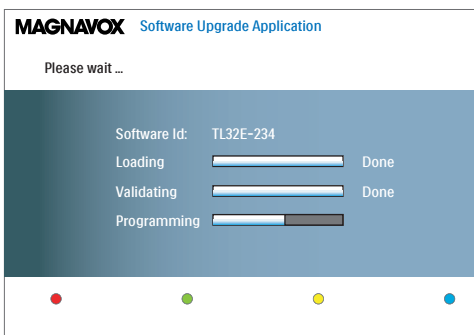 MAGNAVOX Software Upgrade Application
Please wait ...
Software Id: TL32E-234
Loading Done
Validating Done
Programming